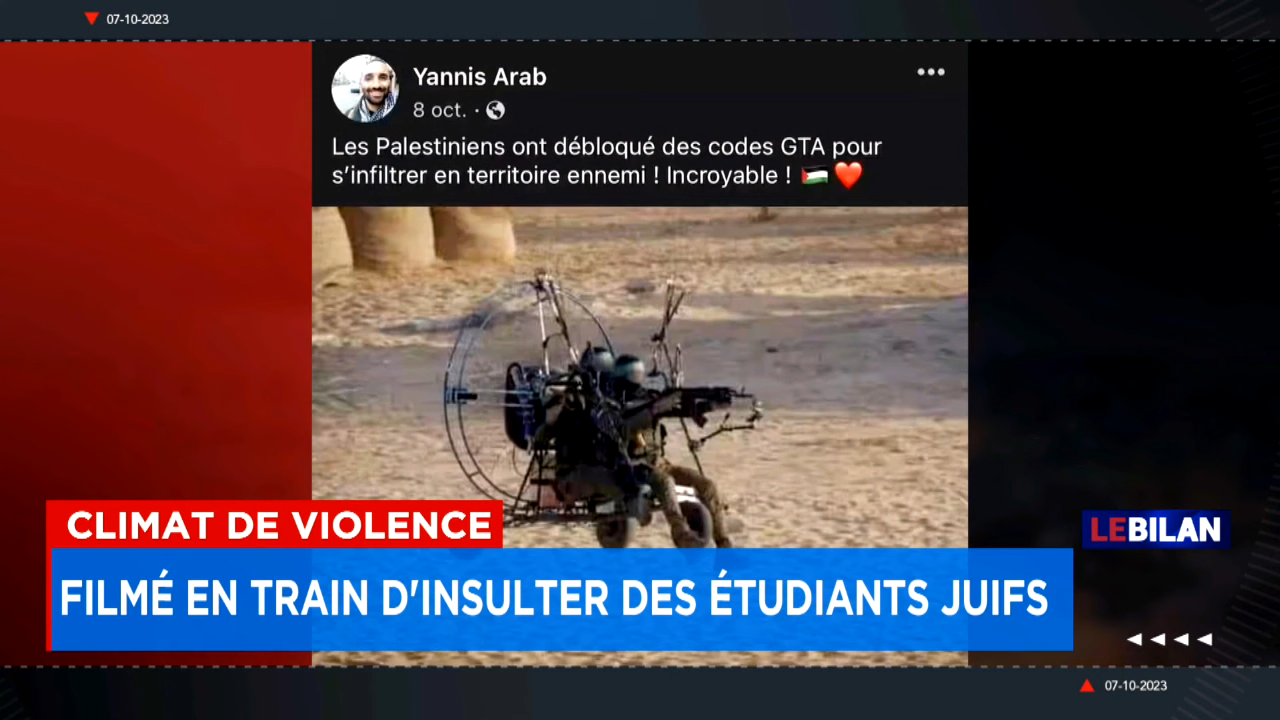 07-10-2023
Yannis Arab
8 oct. ·
Les Palestiniens ont débloqué des codes GTA pour
s'infiltrer en territoire ennemi ! Incroyable ! 🇵🇸❤️
CLIMAT DE VIOLENCE
LEBILAN
FILMÉ EN TRAIN D'INSULTER DES ÉTUDIANTS JUIFS
07-10-2023